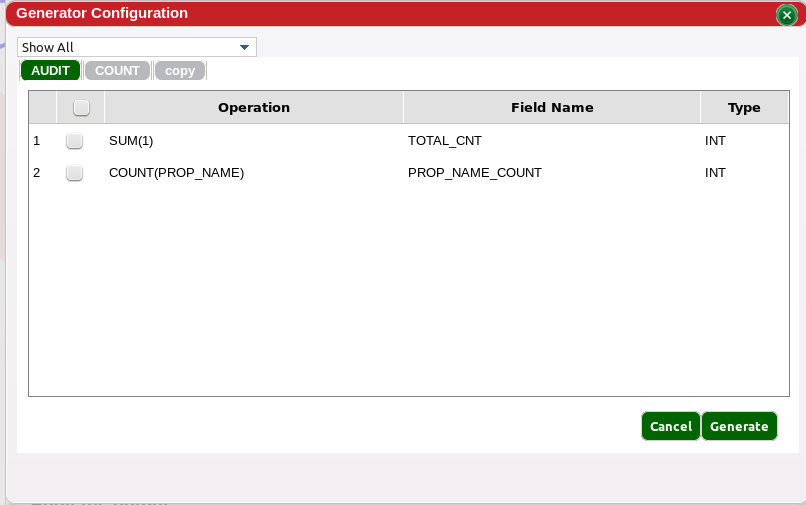 Generator Configuration
Show All
AUDIT COUNT copy
Operation Field Name Type
1 SUM(1) TOTAL_CNT INT
2 COUNT(PROP_NAME) PROP_NAME_COUNT INT
Cancel Generate